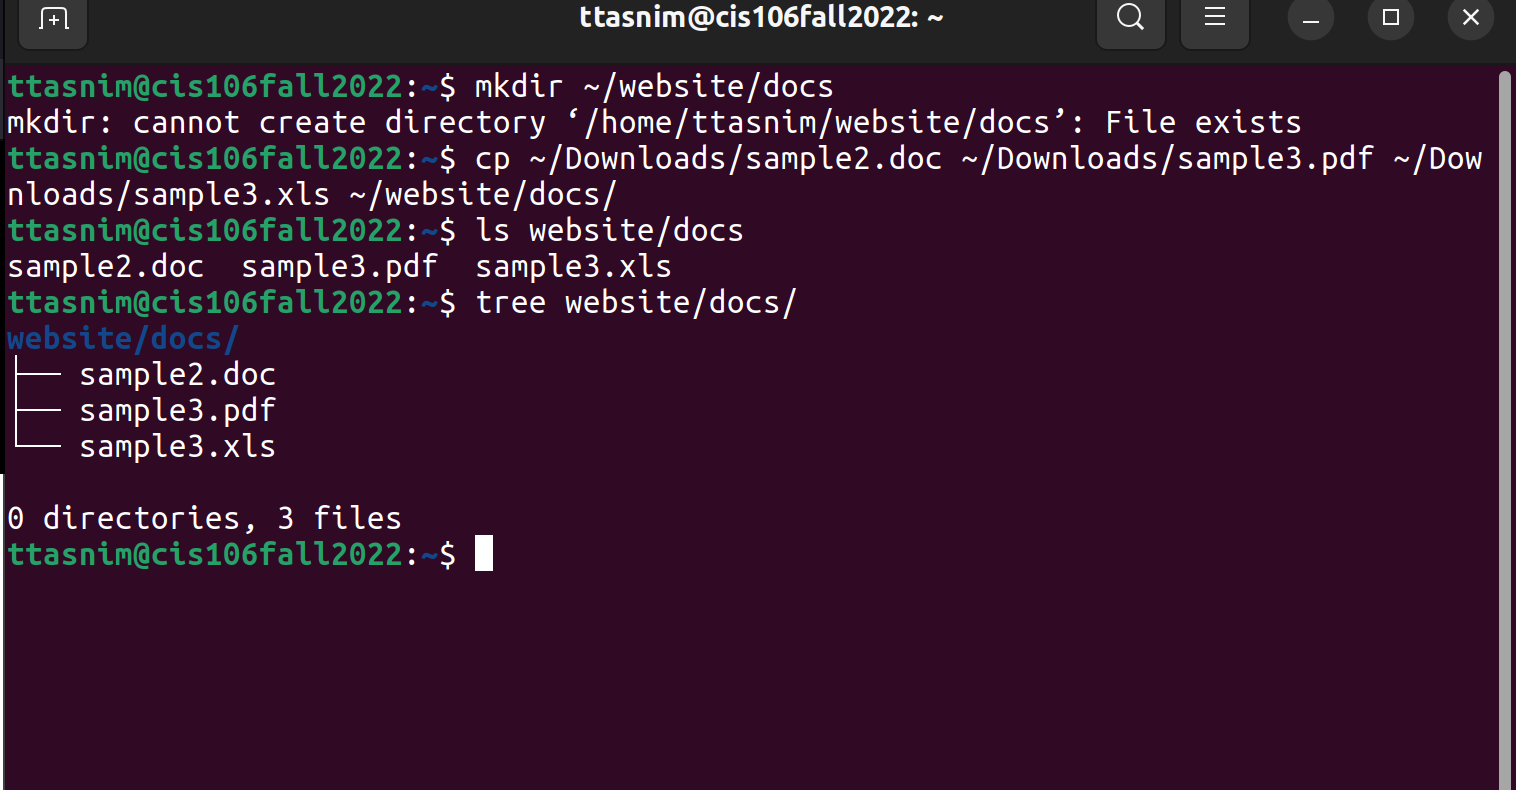 ttasnim@cis106fall2022: ~
ttasnim@cis106fall2022:~$ mkdir ~/website/docs
mkdir: cannot create directory ‘/home/ttasnim/website/docs’: File exists
ttasnim@cis106fall2022:~$ cp ~/Downloads/sample2.doc ~/Downloads/sample3.pdf ~/Dow
nloads/sample3.xls ~/website/docs/
ttasnim@cis106fall2022:~$ ls website/docs
sample2.doc  sample3.pdf  sample3.xls
ttasnim@cis106fall2022:~$ tree website/docs/
website/docs/
├── sample2.doc
├── sample3.pdf
└── sample3.xls
0 directories, 3 files
ttasnim@cis106fall2022:~$